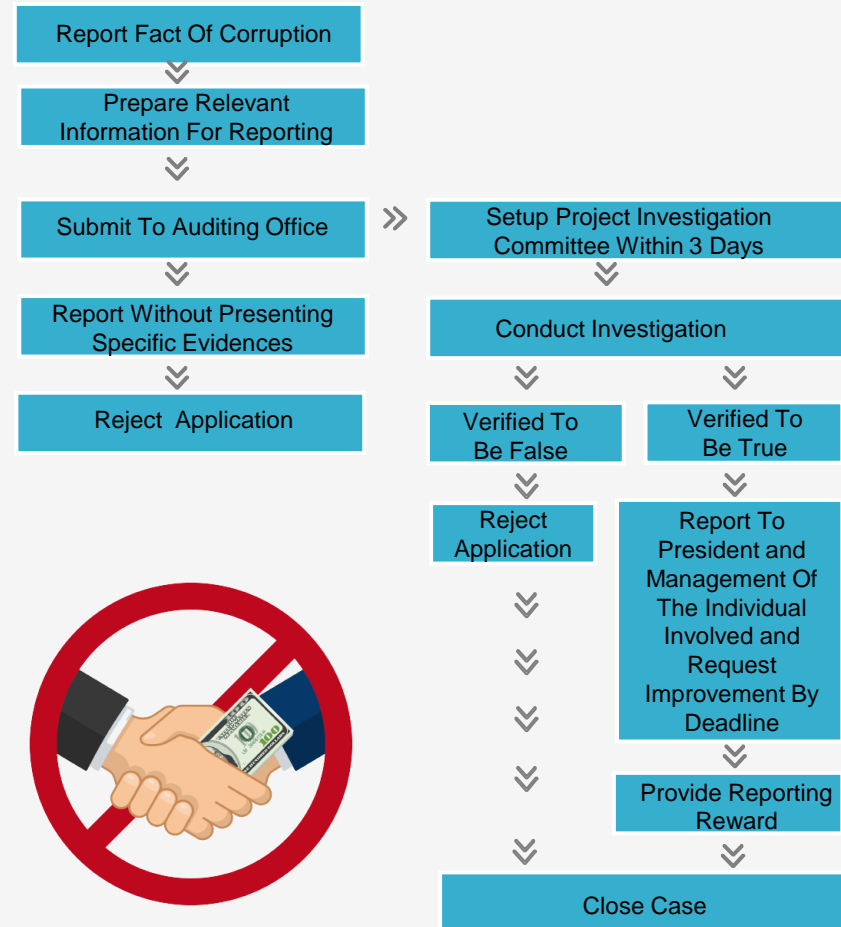 Report Fact Of Corruption
Prepare Relevant
Information For Reporting
Submit To Auditing Office
Report Without Presenting
Specific Evidences
Reject Application
Setup Project Investigation
Committee Within 3 Days
Conduct Investigation
Verified To
Be False
Reject
Application
Verified To
Be True
Report To
President and
Management Of
The Individual
Involved and
Request
Improvement By
Deadline
Provide Reporting
Reward
Close Case
100